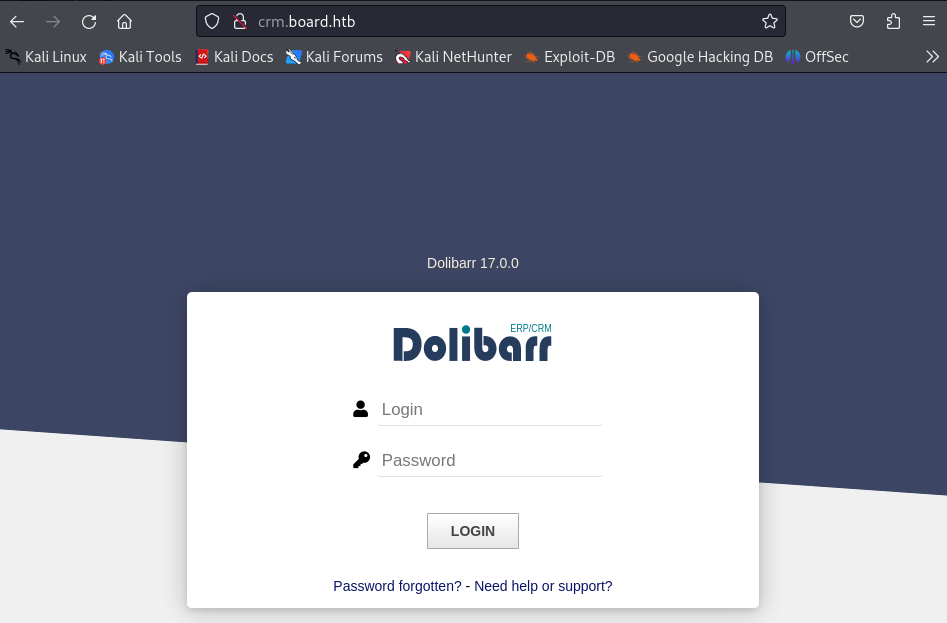 crm.board.htb
Kali Linux Kali Tools Kali Docs Kali Forums Kali NetHunter Exploit-DB Google Hacking DB OffSec
Dolibarr 17.0.0
ERP/CRM
Dolibarr
Login
Password
LOGIN
Password forgotten? - Need help or support?